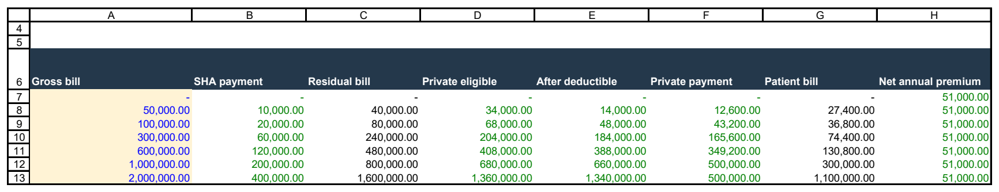 A B C D E F G H
4
5
6 Gross bill SHA payment Residual bill Private eligible After deductible Private payment Patient bill Net annual premium
7 - - - - - - - 51,000.00
8 50,000.00 10,000.00 40,000.00 34,000.00 14,000.00 12,600.00 27,400.00 51,000.00
9 100,000.00 20,000.00 80,000.00 68,000.00 48,000.00 43,200.00 36,800.00 51,000.00
10 300,000.00 60,000.00 240,000.00 204,000.00 184,000.00 165,600.00 74,400.00 51,000.00
11 600,000.00 120,000.00 480,000.00 408,000.00 388,000.00 349,200.00 130,800.00 51,000.00
12 1,000,000.00 200,000.00 800,000.00 680,000.00 660,000.00 500,000.00 300,000.00 51,000.00
13 2,000,000.00 400,000.00 1,600,000.00 1,360,000.00 1,340,000.00 500,000.00 1,100,000.00 51,000.00